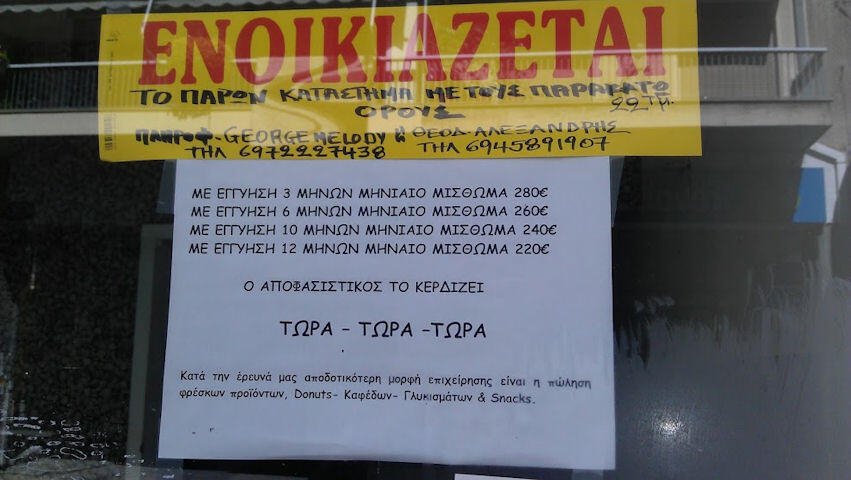 ΕΝΟΙΚΙΑΖΕΤΑΙ
ΤΟ ΠΑΡΩΝ ΚΑΤΑΣΤΗΜΑ ΜΕ ΤΟΥΣ ΠΑΡΑΚΑΤΩ
ΟΡΟΥΣ 22 τμ.
ΠΛΗΡΟΦ. GEORGE MELODY Η ΘΕΟΔ. ΑΛΕΞΑΝΔΡΗΣ
ΤΗΛ 6972227438 ΤΗΛ 6945891907
ΜΕ ΕΓΓΥΗΣΗ 3 ΜΗΝΩΝ ΜΗΝΙΑΙΟ ΜΙΣΘΩΜΑ 280€
ΜΕ ΕΓΓΥΗΣΗ 6 ΜΗΝΩΝ ΜΗΝΙΑΙΟ ΜΙΣΘΩΜΑ 260€
ΜΕ ΕΓΓΥΗΣΗ 10 ΜΗΝΩΝ ΜΗΝΙΑΙΟ ΜΙΣΘΩΜΑ 240€
ΜΕ ΕΓΓΥΗΣΗ 12 ΜΗΝΩΝ ΜΗΝΑΙΟ ΜΙΣΘΩΜΑ 220€
Ο ΑΠΟΦΑΣΙΣΤΙΚΟΣ ΤΟ ΚΕΡΔΙΖΕΙ
ΤΩΡΑ – ΤΩΡΑ –ΤΩΡΑ
Κατά την έρευνά μας αποδοτικότερη μορφή επιχείρησης είναι η πώληση
φρέσκων προϊόντων, Donuts- Καφέδων- Γλυκισμάτων & Snacks.